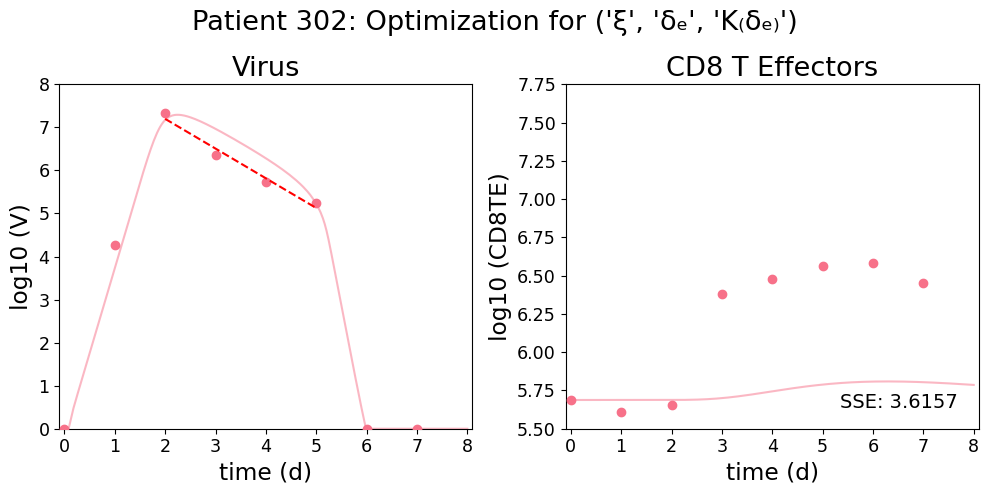 Patient 302: Optimization for ('ξ', 'δₑ', 'K₍δₑ₎')
Virus
CD8 T Effectors
log10 (V)
8
7
6
5
4
3
2
1
0
0 1 2 3 4 5 6 7 8
time (d)
log10 (CD8TE)
7.75
7.50
7.25
7.00
6.75
6.50
6.25
6.00
5.75
5.50
SSE: 3.6157
0 1 2 3 4 5 6 7 8
time (d)